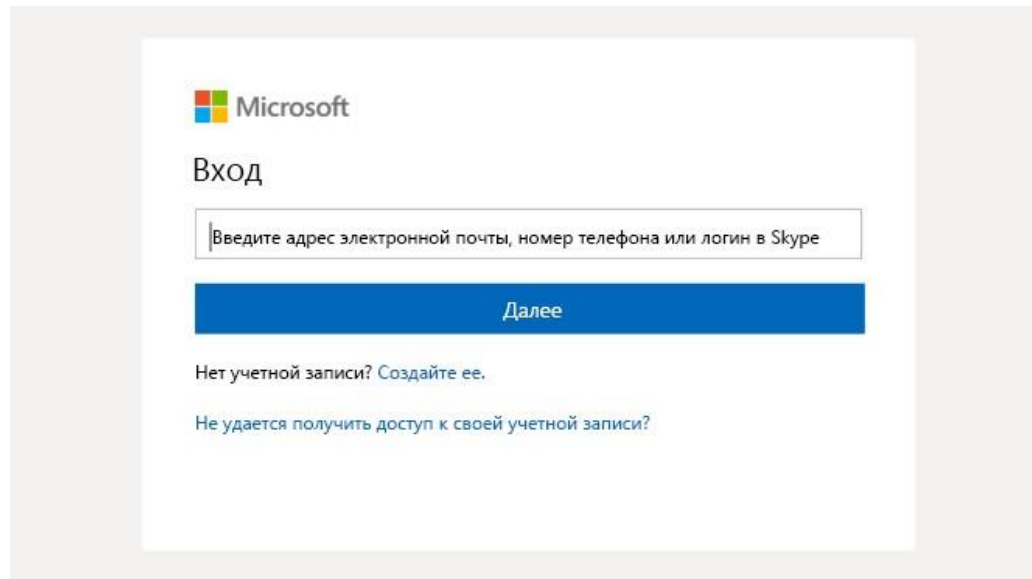 Microsoft
Вход
Введите адрес электронной почты, номер телефона или логин в Skype
Далее
Нет учетной записи? Создайте ее.
Не удается получить доступ к своей учетной записи?